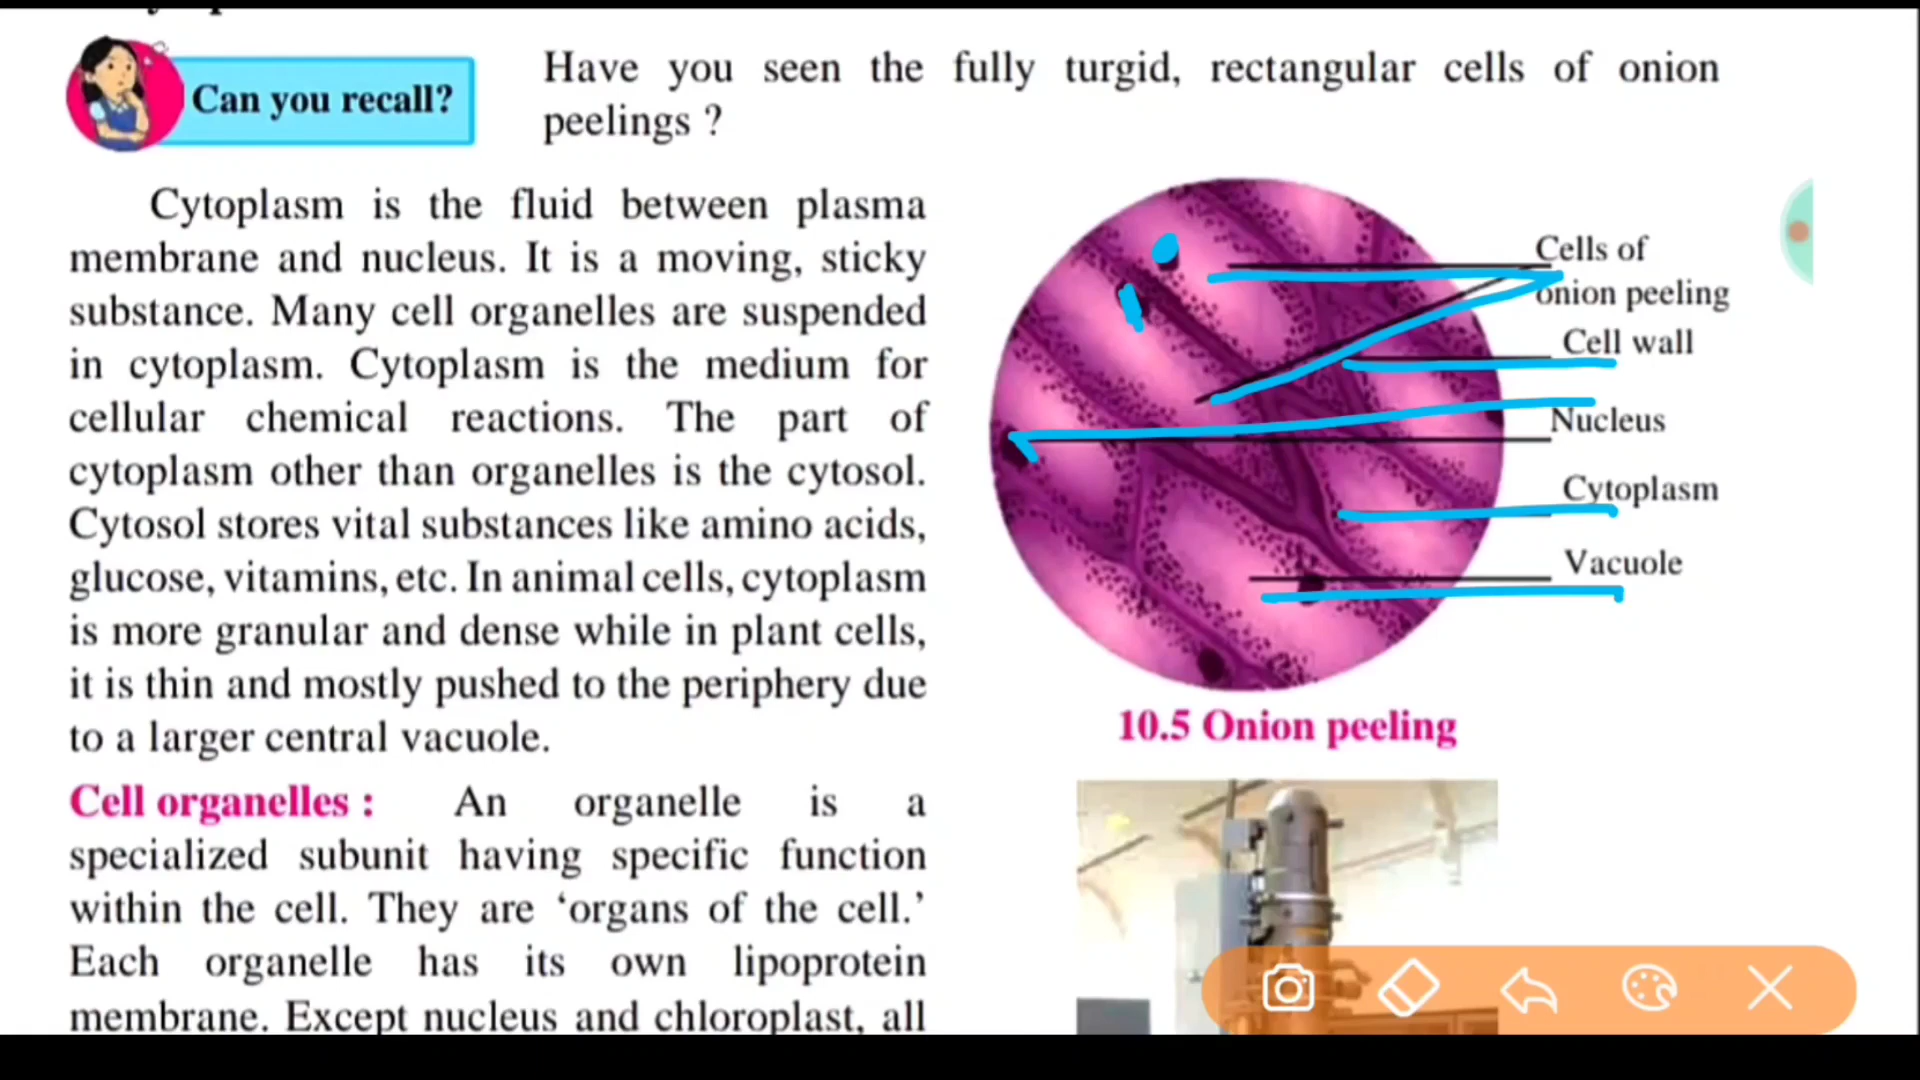 Can you recall?
Have you seen the fully turgid, rectangular cells of onion
peelings ?
Cytoplasm is the fluid between plasma
membrane and nucleus. It is a moving, sticky
substance. Many cell organelles are suspended
in cytoplasm. Cytoplasm is the medium for
cellular chemical reactions. The part of
cytoplasm other than organelles is the cytosol.
Cytosol stores vital substances like amino acids,
glucose, vitamins, etc. In animal cells, cytoplasm
is more granular and dense while in plant cells,
it is thin and mostly pushed to the periphery due
to a larger central vacuole.
Cell organelles : An organelle is a
specialized subunit having specific function
within the cell. They are ‘organs of the cell.’
Each organelle has its own lipoprotein
membrane. Except nucleus and chloroplast, all
Cells of
onion peeling
Cell wall
Nucleus
Cytoplasm
Vacuole
10.5 Onion peeling